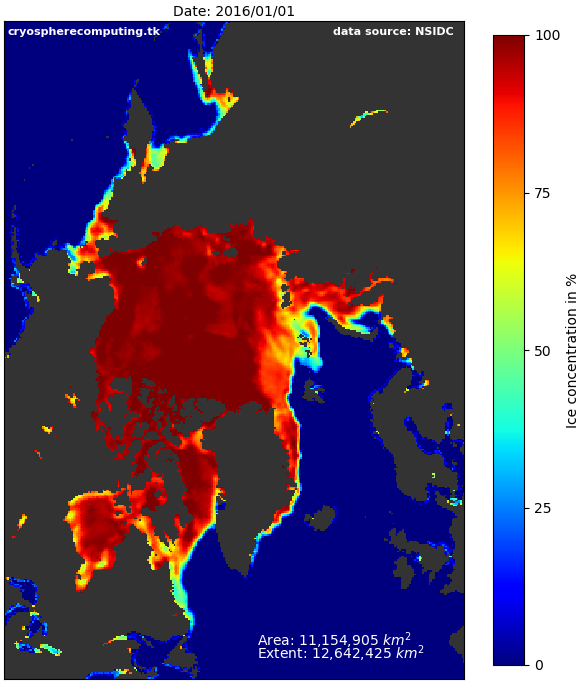 Date: 2016/01/01
cryospherecomputing.tk
data source: NSIDC
100
75
50
25
0
Ice concentration in %
Area: 11,154,905 km²
Extent: 12,642,425 km²